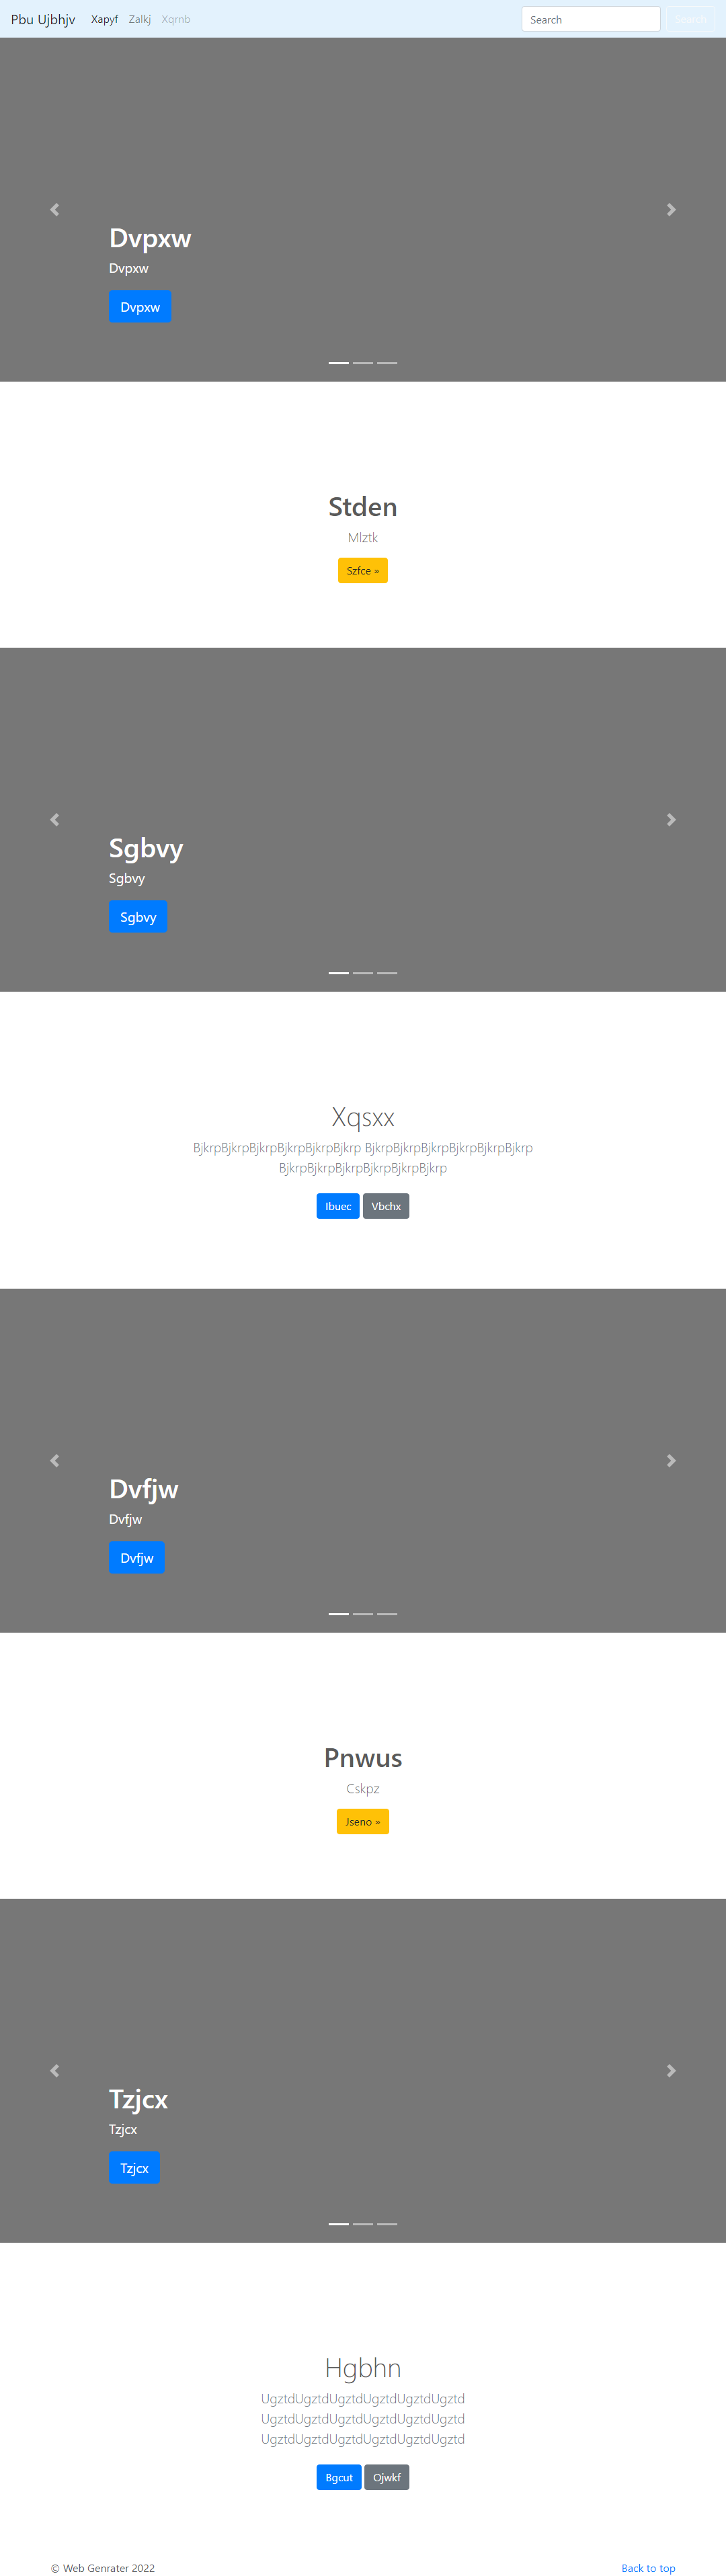 Pbu Ujbhjv Xapyf Zalkj Xqrnb Search Search
Dvpxw
Dvpxw
Dvpxw
Stden
Mlztk
Szfce »
Sgbvy
Sgbvy
Sgbvy
Xqsxx
BjkrpBjkrpBjkrpBjkrpBjkrpBjkrp BjkrpBjkrpBjkrpBjkrpBjkrpBjkrp
BjkrpBjkrpBjkrpBjkrpBjkrpBjkrp
Ibuec Vbchx
Dvfjw
Dvfjw
Dvfjw
Pnwus
Cskpz
Jseno »
Tzjcx
Tzjcx
Tzjcx
Hgbhn
UgztdUgztdUgztdUgztdUgztdUgztd
UgztdUgztdUgztdUgztdUgztdUgztd
UgztdUgztdUgztdUgztdUgztdUgztd
Bgcut Ojwkf
© Web Genrater 2022 Back to top